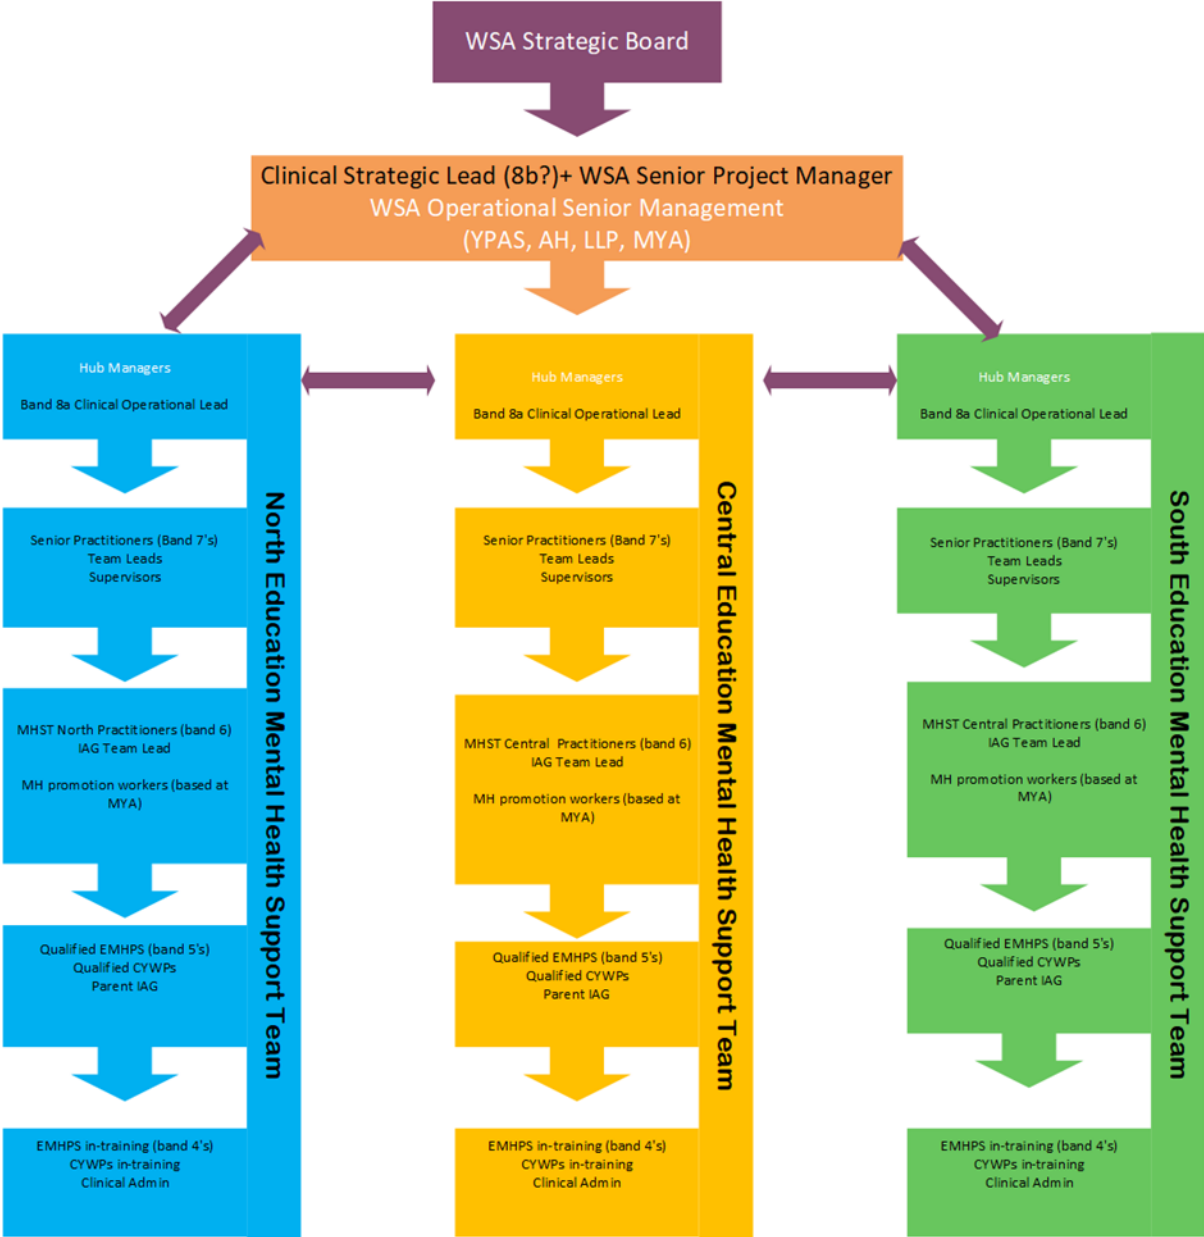 WSA Strategic Board
Clinical Strategic Lead (8b?)+ WSA Senior Project Manager
WSA Operational Senior Management
(YPAS, AH, LLP, MYA)
Hub Managers
Band 8a Clinical Operational Lead
Senior Practitioners (Band 7's)
Team Leads
Supervisors
MHST North Practitioners (band 6)
IAG Team Lead
MH promotion workers (based at
MYA)
Qualified EMHPS (band 5's)
Qualified CYWPs
Parent IAG
EMHPS in-training (band 4's)
CYWPs in-training
Clinical Admin
North Education Mental Health Support Team
Hub Managers
Band 8a Clinical Operational Lead
Senior Practitioners (Band 7's)
Team Leads
Supervisors
MHST Central  Practitioners (band 6)
IAG Team Lead
MH promotion workers (based at
MYA)
Qualified EMHPS (band 5's)
Qualified CYWPs
Parent IAG
EMHPS in-training (band 4's)
CYWPs in-training
Clinical Admin
Central Education Mental Health Support Team
Hub Managers
Band 8a Clinical Operational Lead
Senior Practitioners (Band 7's)
Team Leads
Supervisors
MHST Central Practitioners (band 6)
IAG Team Lead
MH promotion workers (based at
MYA)
Qualified EMHPS (band 5's)
Qualified CYWPs
Parent IAG
EMHPS in-training (band 4's)
CYWPs in-training
Clinical Admin
South Education Mental Health Support Team